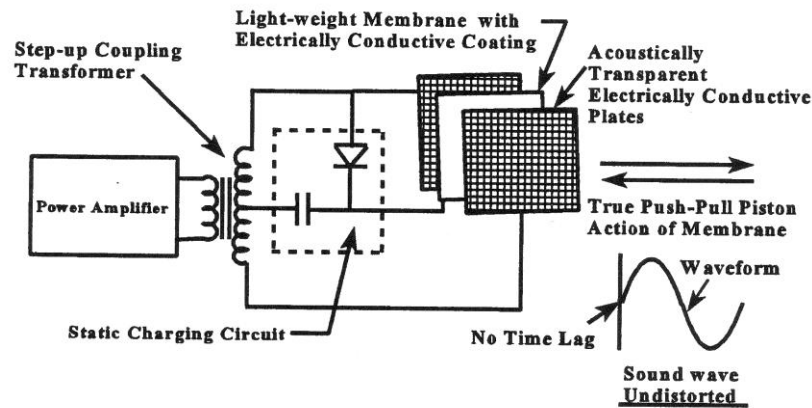 Light-weight Membrane with
Electrically Conductive Coating
Step-up Coupling
Transformer
Acoustically
Transparent
Electrically Conductive
Plates
Power Amplifier
True Push-Pull Piston
Action of Membrane
Waveform
Static Charging Circuit
No Time Lag
Sound wave
Undistorted